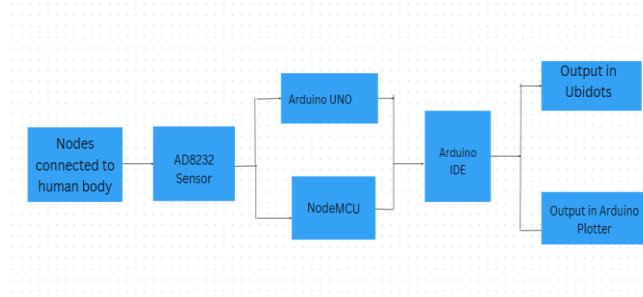 Nodes
connected to
human body
AD8232
Sensor
Arduino UNO
NodeMCU
Arduino
IDE
Output in
Ubidots
Output in Arduino
Plotter